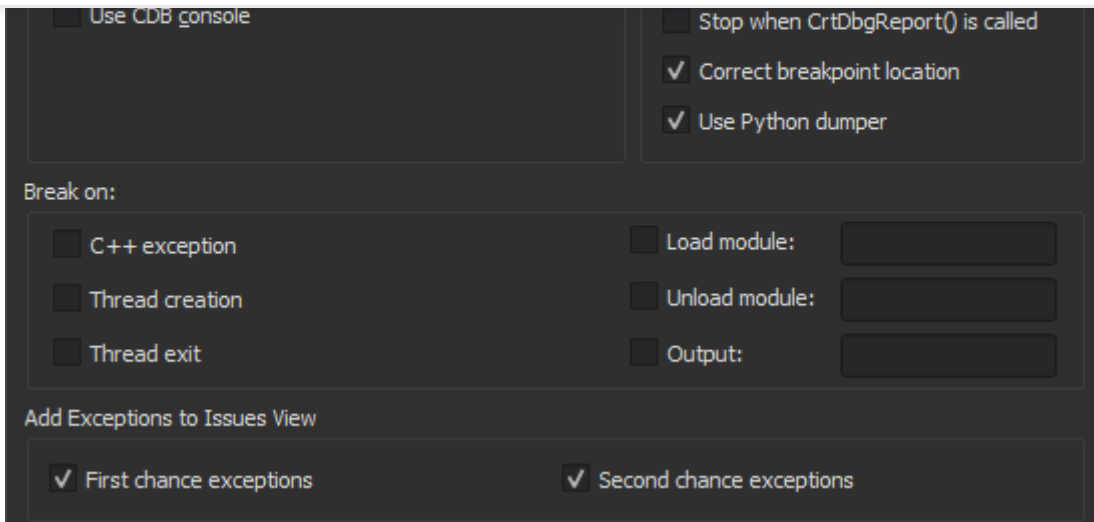 Use CDB console
Stop when CrtDbgReport() is called
Correct breakpoint location
Use Python dumper
Break on:
C++ exception
Load module:
Thread creation
Unload module:
Thread exit
Output:
Add Exceptions to Issues View
First chance exceptions
Second chance exceptions